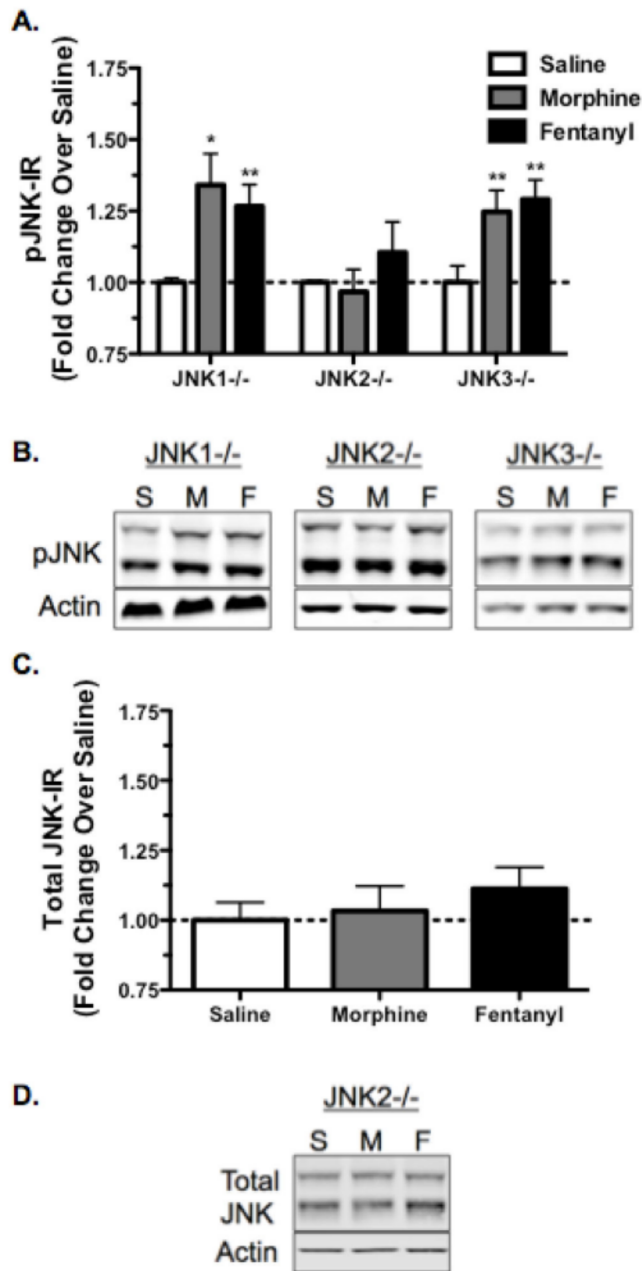 A.
pJNK-IR
(Fold Change Over Saline)
1.75
1.50
1.25
1.00
0.75
Saline
Morphine
Fentanyl
*
**
**
**
JNK1-/-
JNK2-/-
JNK3-/-
B.
JNK1-/-
JNK2-/-
JNK3-/-
S M F
S M F
S M F
pJNK
Actin
C.
Total JNK-IR
(Fold Change Over Saline)
1.75
1.50
1.25
1.00
0.75
Saline
Morphine
Fentanyl
D.
JNK2-/-
S M F
Total
JNK
Actin